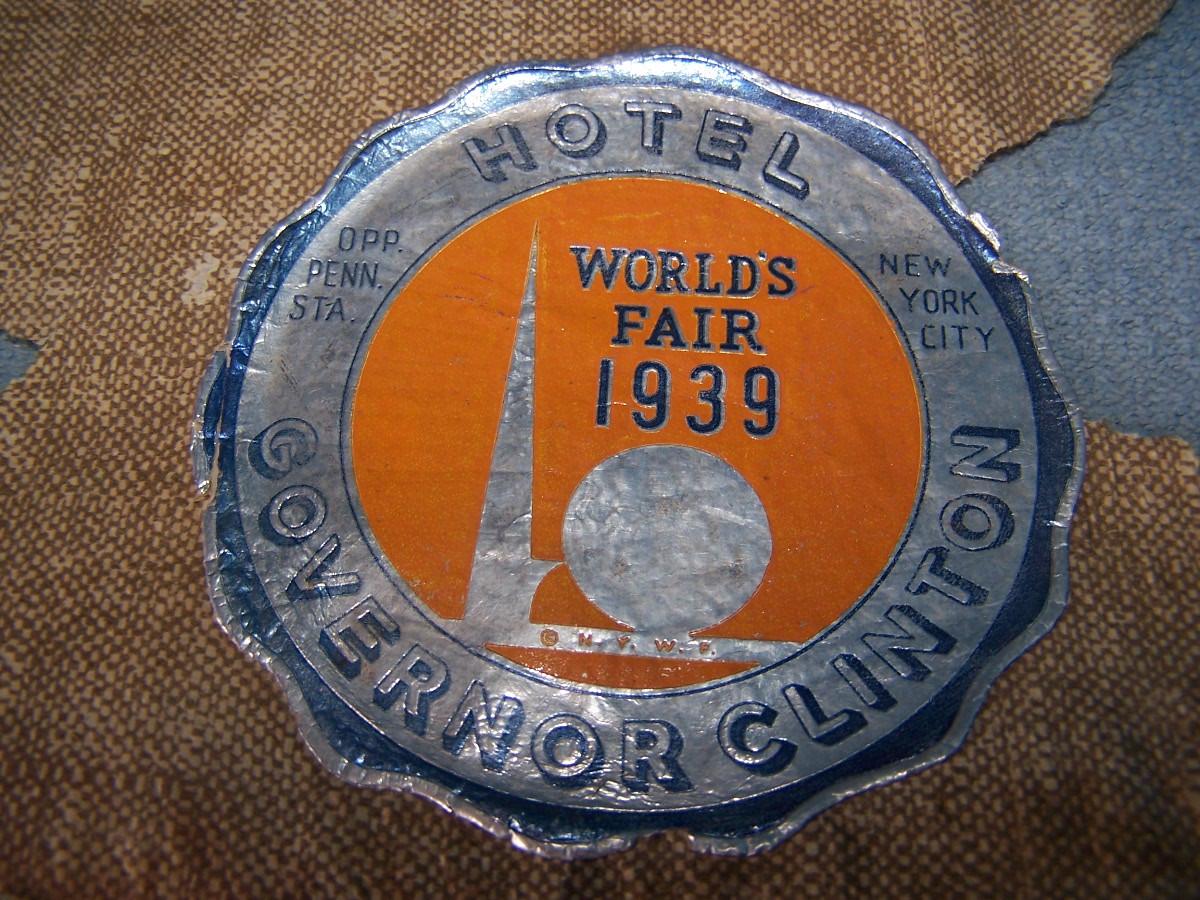 HOTEL
OPP.
PENN.
STA.
NEW
YORK
CITY
WORLD'S
FAIR
1939
© N. Y. W. F.
GOVERNOR CLINTON